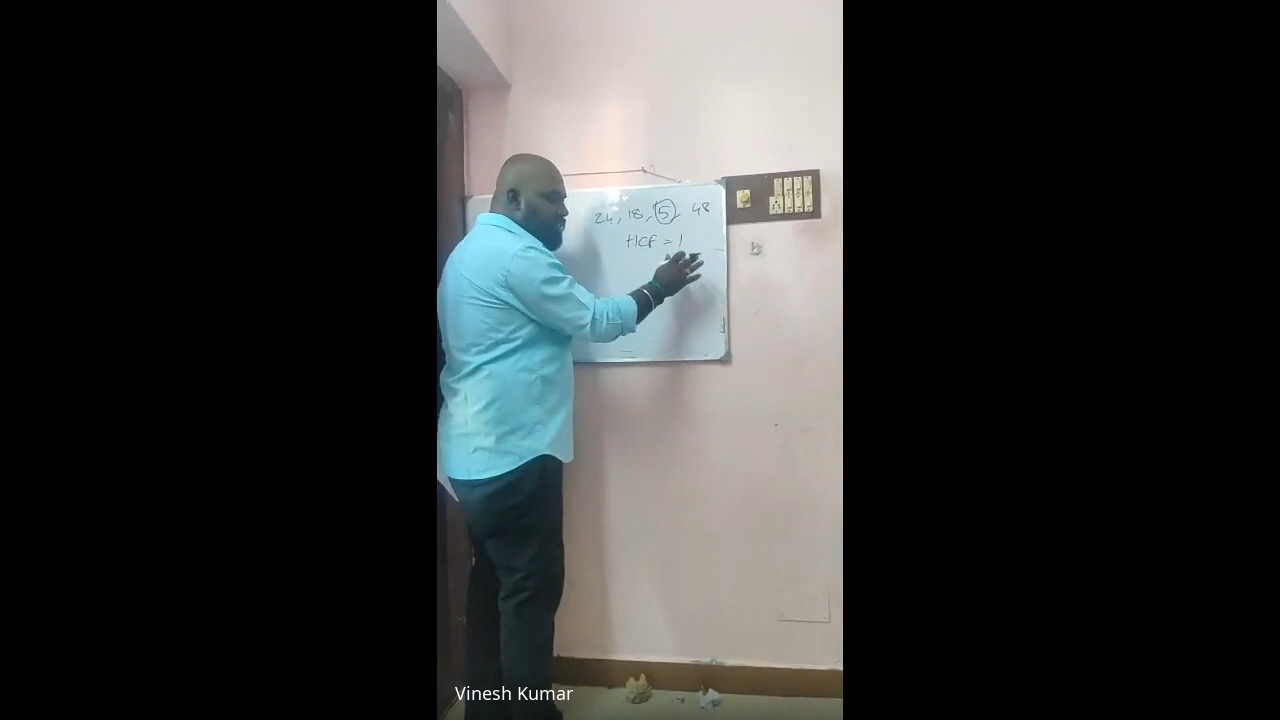 24, 18, 5, 48
HCF = 1
Vinesh Kumar